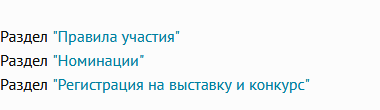 Раздел "Правила участия"
Раздел "Номинации"
Раздел "Регистрация на выставку и конкурс"